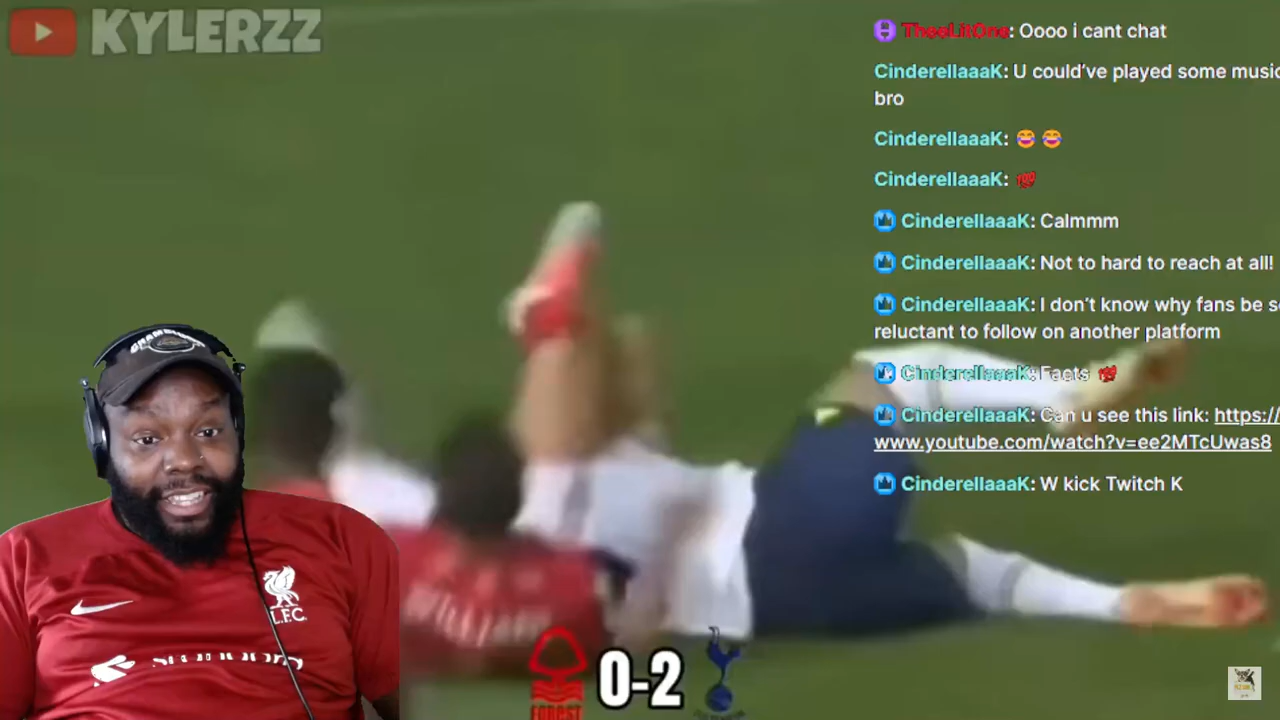 KYLERZZ
TheeLitOne: Oooo i cant chat
CinderellaaaK: U could've played some music
bro
CinderellaaaK: 😂 😂
CinderellaaaK: 💯
CinderellaaaK: Calmmm
CinderellaaaK: Not to hard to reach at all!
CinderellaaaK: I don't know why fans be s
reluctant to follow on another platform
CinderellaaaK: Facts 💯
CinderellaaaK: Can u see this link: https://
www.youtube.com/watch?v=ee2MTcUwas8
CinderellaaaK: W kick Twitch K
L.F.C.
WILLIAMS
FOREST
0-2